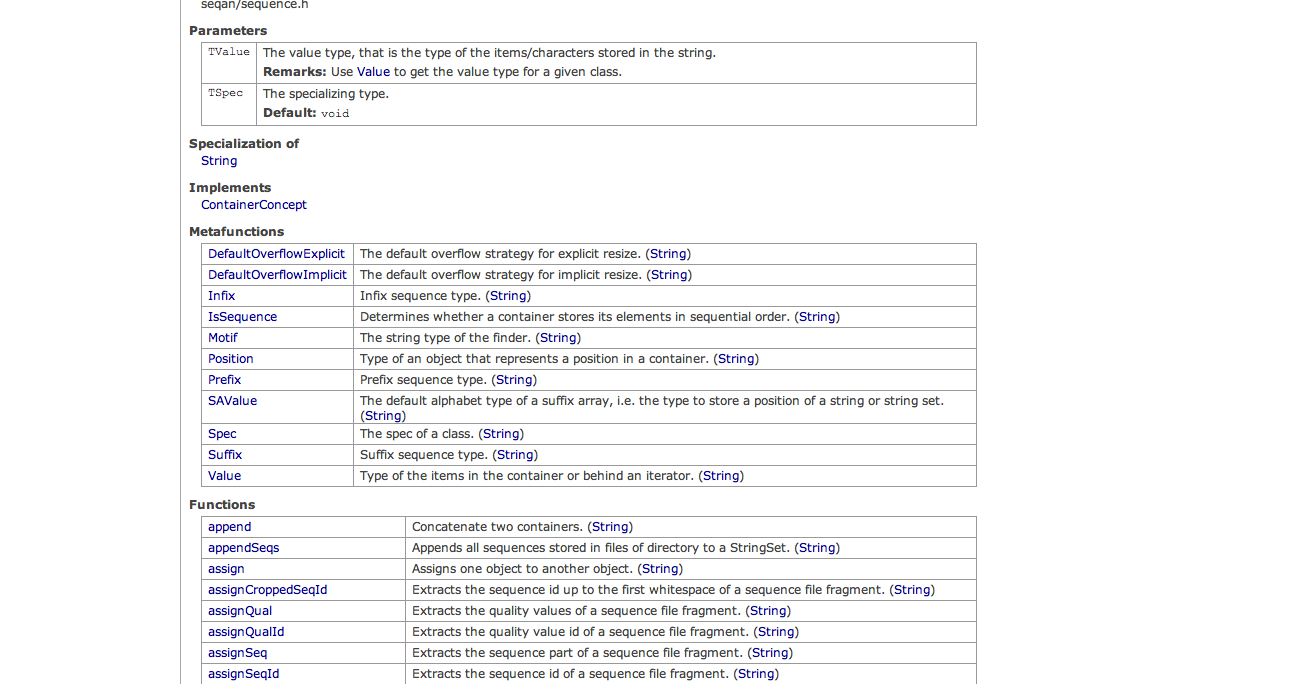 seqan/sequence.h
Parameters
TValue The value type, that is the type of the items/characters stored in the string.
Remarks: Use Value to get the value type for a given class.
TSpec The specializing type.
Default: void
Specialization of
String
Implements
ContainerConcept
Metafunctions
DefaultOverflowExplicit The default overflow strategy for explicit resize. (String)
DefaultOverflowImplicit The default overflow strategy for implicit resize. (String)
Infix Infix sequence type. (String)
IsSequence Determines whether a container stores its elements in sequential order. (String)
Motif The string type of the finder. (String)
Position Type of an object that represents a position in a container. (String)
Prefix Prefix sequence type. (String)
SAValue The default alphabet type of a suffix array, i.e. the type to store a position of a string or string set.
(String)
Spec The spec of a class. (String)
Suffix Suffix sequence type. (String)
Value Type of the items in the container or behind an iterator. (String)
Functions
append Concatenate two containers. (String)
appendSeqs Appends all sequences stored in files of directory to a StringSet. (String)
assign Assigns one object to another object. (String)
assignCroppedSeqId Extracts the sequence id up to the first whitespace of a sequence file fragment. (String)
assignQual Extracts the quality values of a sequence file fragment. (String)
assignQualId Extracts the quality value id of a sequence file fragment. (String)
assignSeq Extracts the sequence part of a sequence file fragment. (String)
assignSeqId Extracts the sequence id of a sequence file fragment. (String)